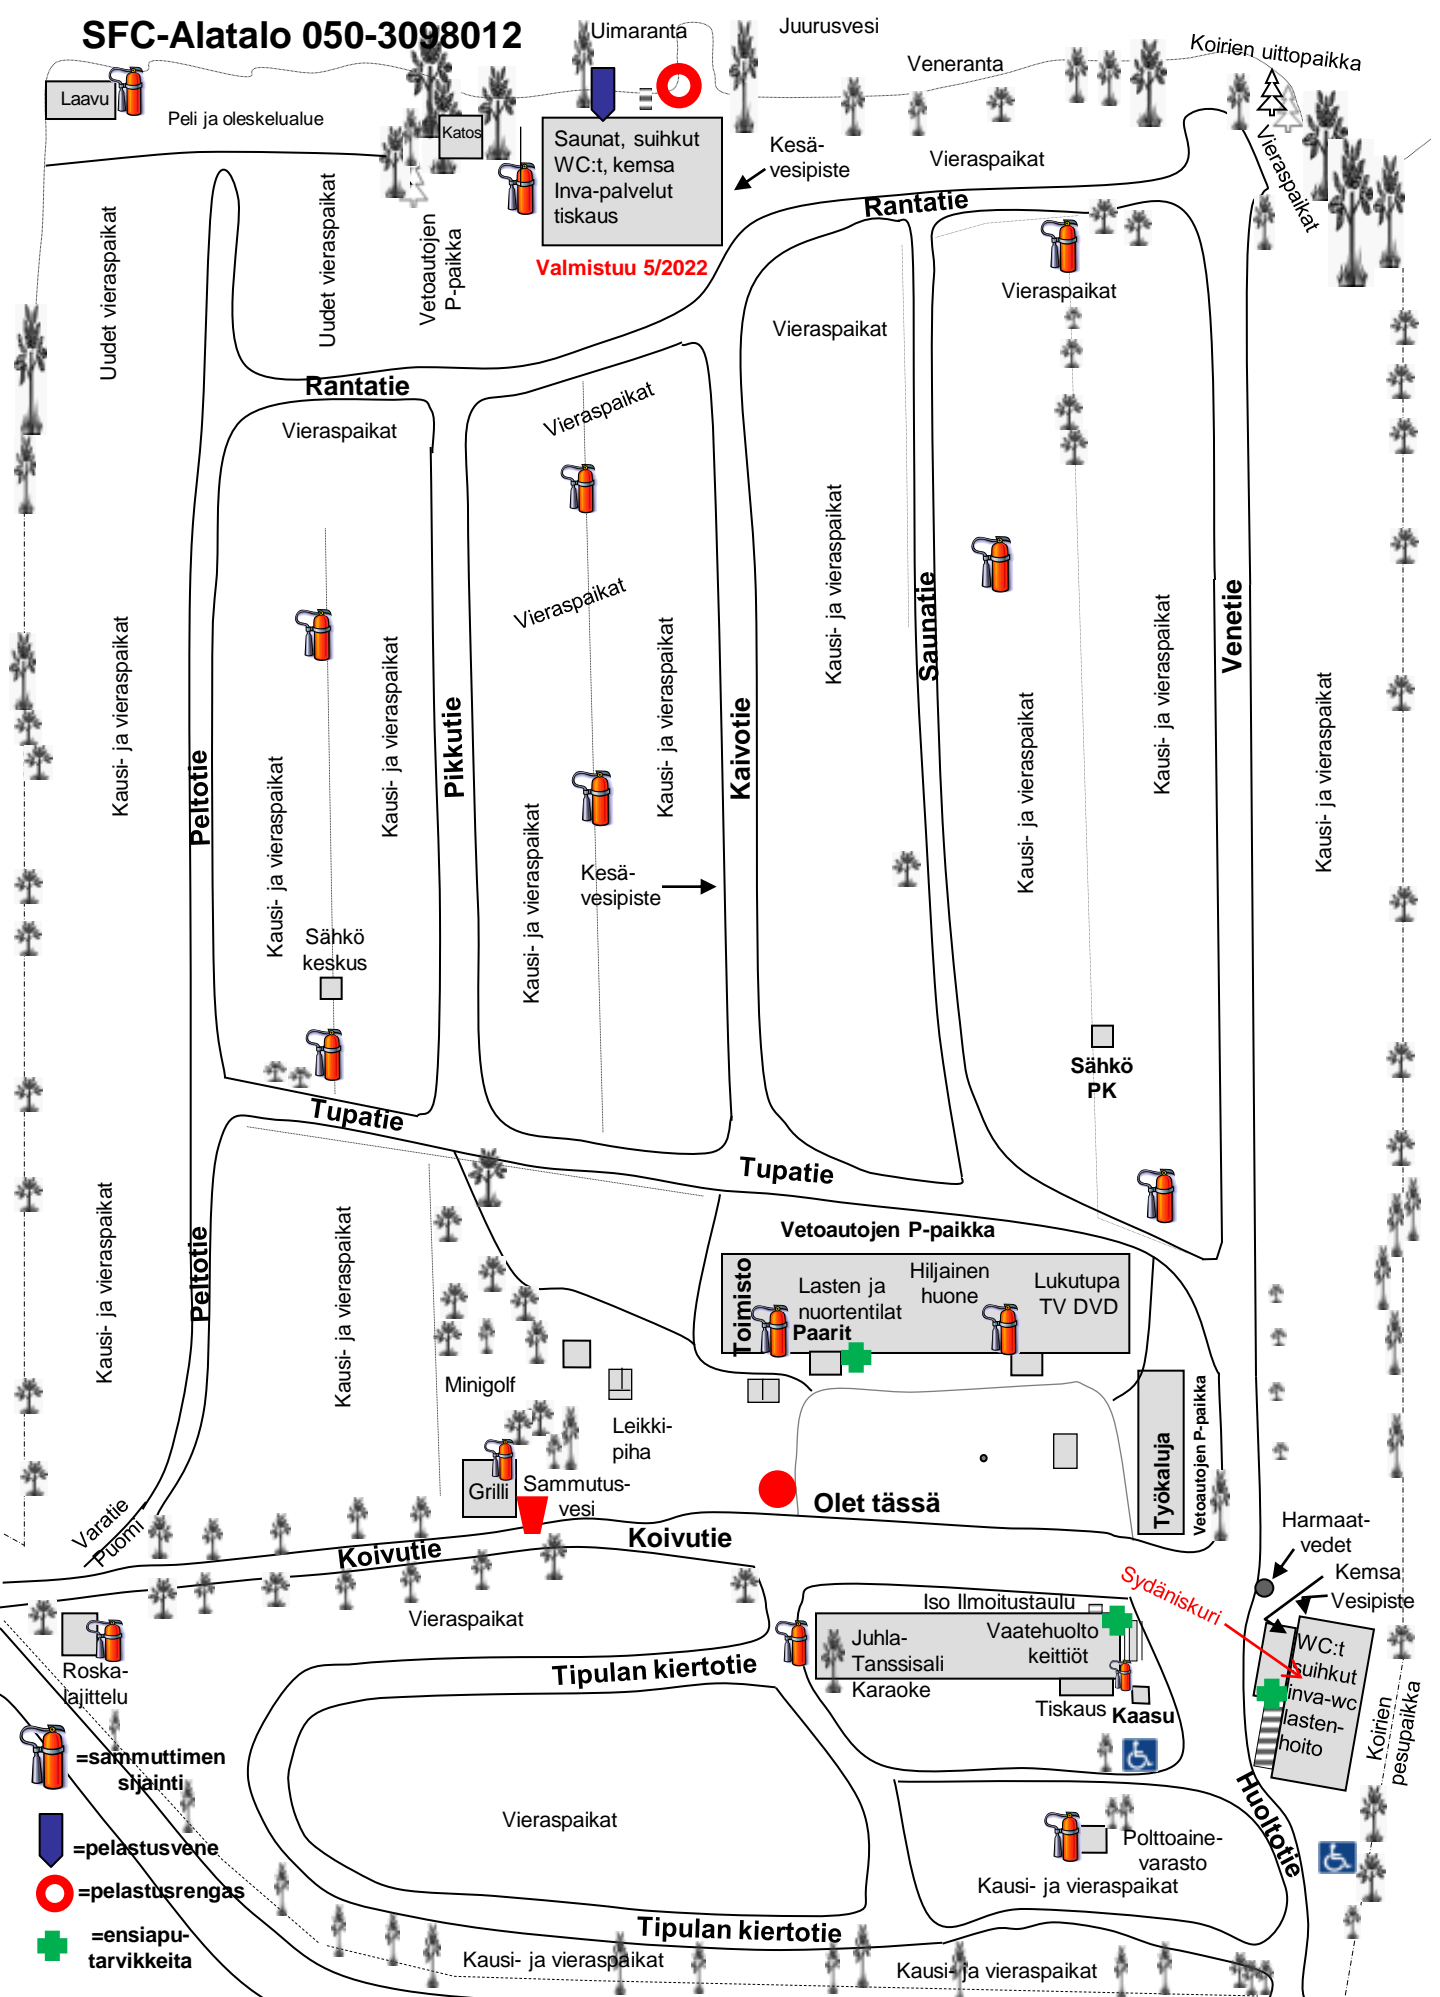 SFC-Alatalo 050-3098012
Uimaranta
Juurusvesi
Veneranta
Koirien uittopaikka
Laavu
Peli ja oleskelualue
Katos
Saunat, suihkut
WC:t, kemsa
Inva-palvelut
tiskaus
Valmistuu 5/2022
Kesä-
vesipiste
Vieraspaikat
Vieraspaikat
Rantatie
Uudet vieraspaikat
Uudet vieraspaikat
Vetoautojen
P-paikka
Vieraspaikat
Vieraspaikat
Rantatie
Vieraspaikat
Vieraspaikat
Vieraspaikat
Kausi- ja vieraspaikat
Kausi- ja vieraspaikat
Kausi- ja vieraspaikat
Kausi- ja vieraspaikat
Kausi- ja vieraspaikat
Kausi- ja vieraspaikat
Kausi- ja vieraspaikat
Kausi- ja vieraspaikat
Kausi- ja vieraspaikat
Kausi- ja vieraspaikat
Peltotie
Pikkutie
Kaivotie
Saunatie
Venetie
Kesä-
vesipiste
Sähkö
keskus
Sähkö
PK
Tupatie
Tupatie
Peltotie
Kausi- ja vieraspaikat
Kausi- ja vieraspaikat
Vetoautojen P-paikka
Toimisto
Lasten ja
nuortentilat
Paarit
Hiljainen
huone
Lukutupa
TV DVD
Minigolf
Leikki-
piha
Työkaluja
Vetoautojen P-paikka
Grilli
Sammutus-
vesi
Olet tässä
Varatie
Puomi
Koivutie
Koivutie
Harmaat-
vedet
Kemsa
Vesipiste
Sydäniskuri
Vieraspaikat
Iso Ilmoitustaulu
Juhla-
Tanssisali
Karaoke
Vaatehuolto
keittiöt
Tiskaus
Kaasu
WC:t
suihkut
inva-wc
lasten-
hoito
Koirien
pesupaikka
Roska-
lajittelu
Tipulan kiertotie
=sammuttimen
sijainti
=pelastusvene
=pelastusrengas
=ensiapu-
tarvikkeita
Vieraspaikat
Huoltotie
Polttoaine-
varasto
Kausi- ja vieraspaikat
Tipulan kiertotie
Kausi- ja vieraspaikat
Kausi- ja vieraspaikat